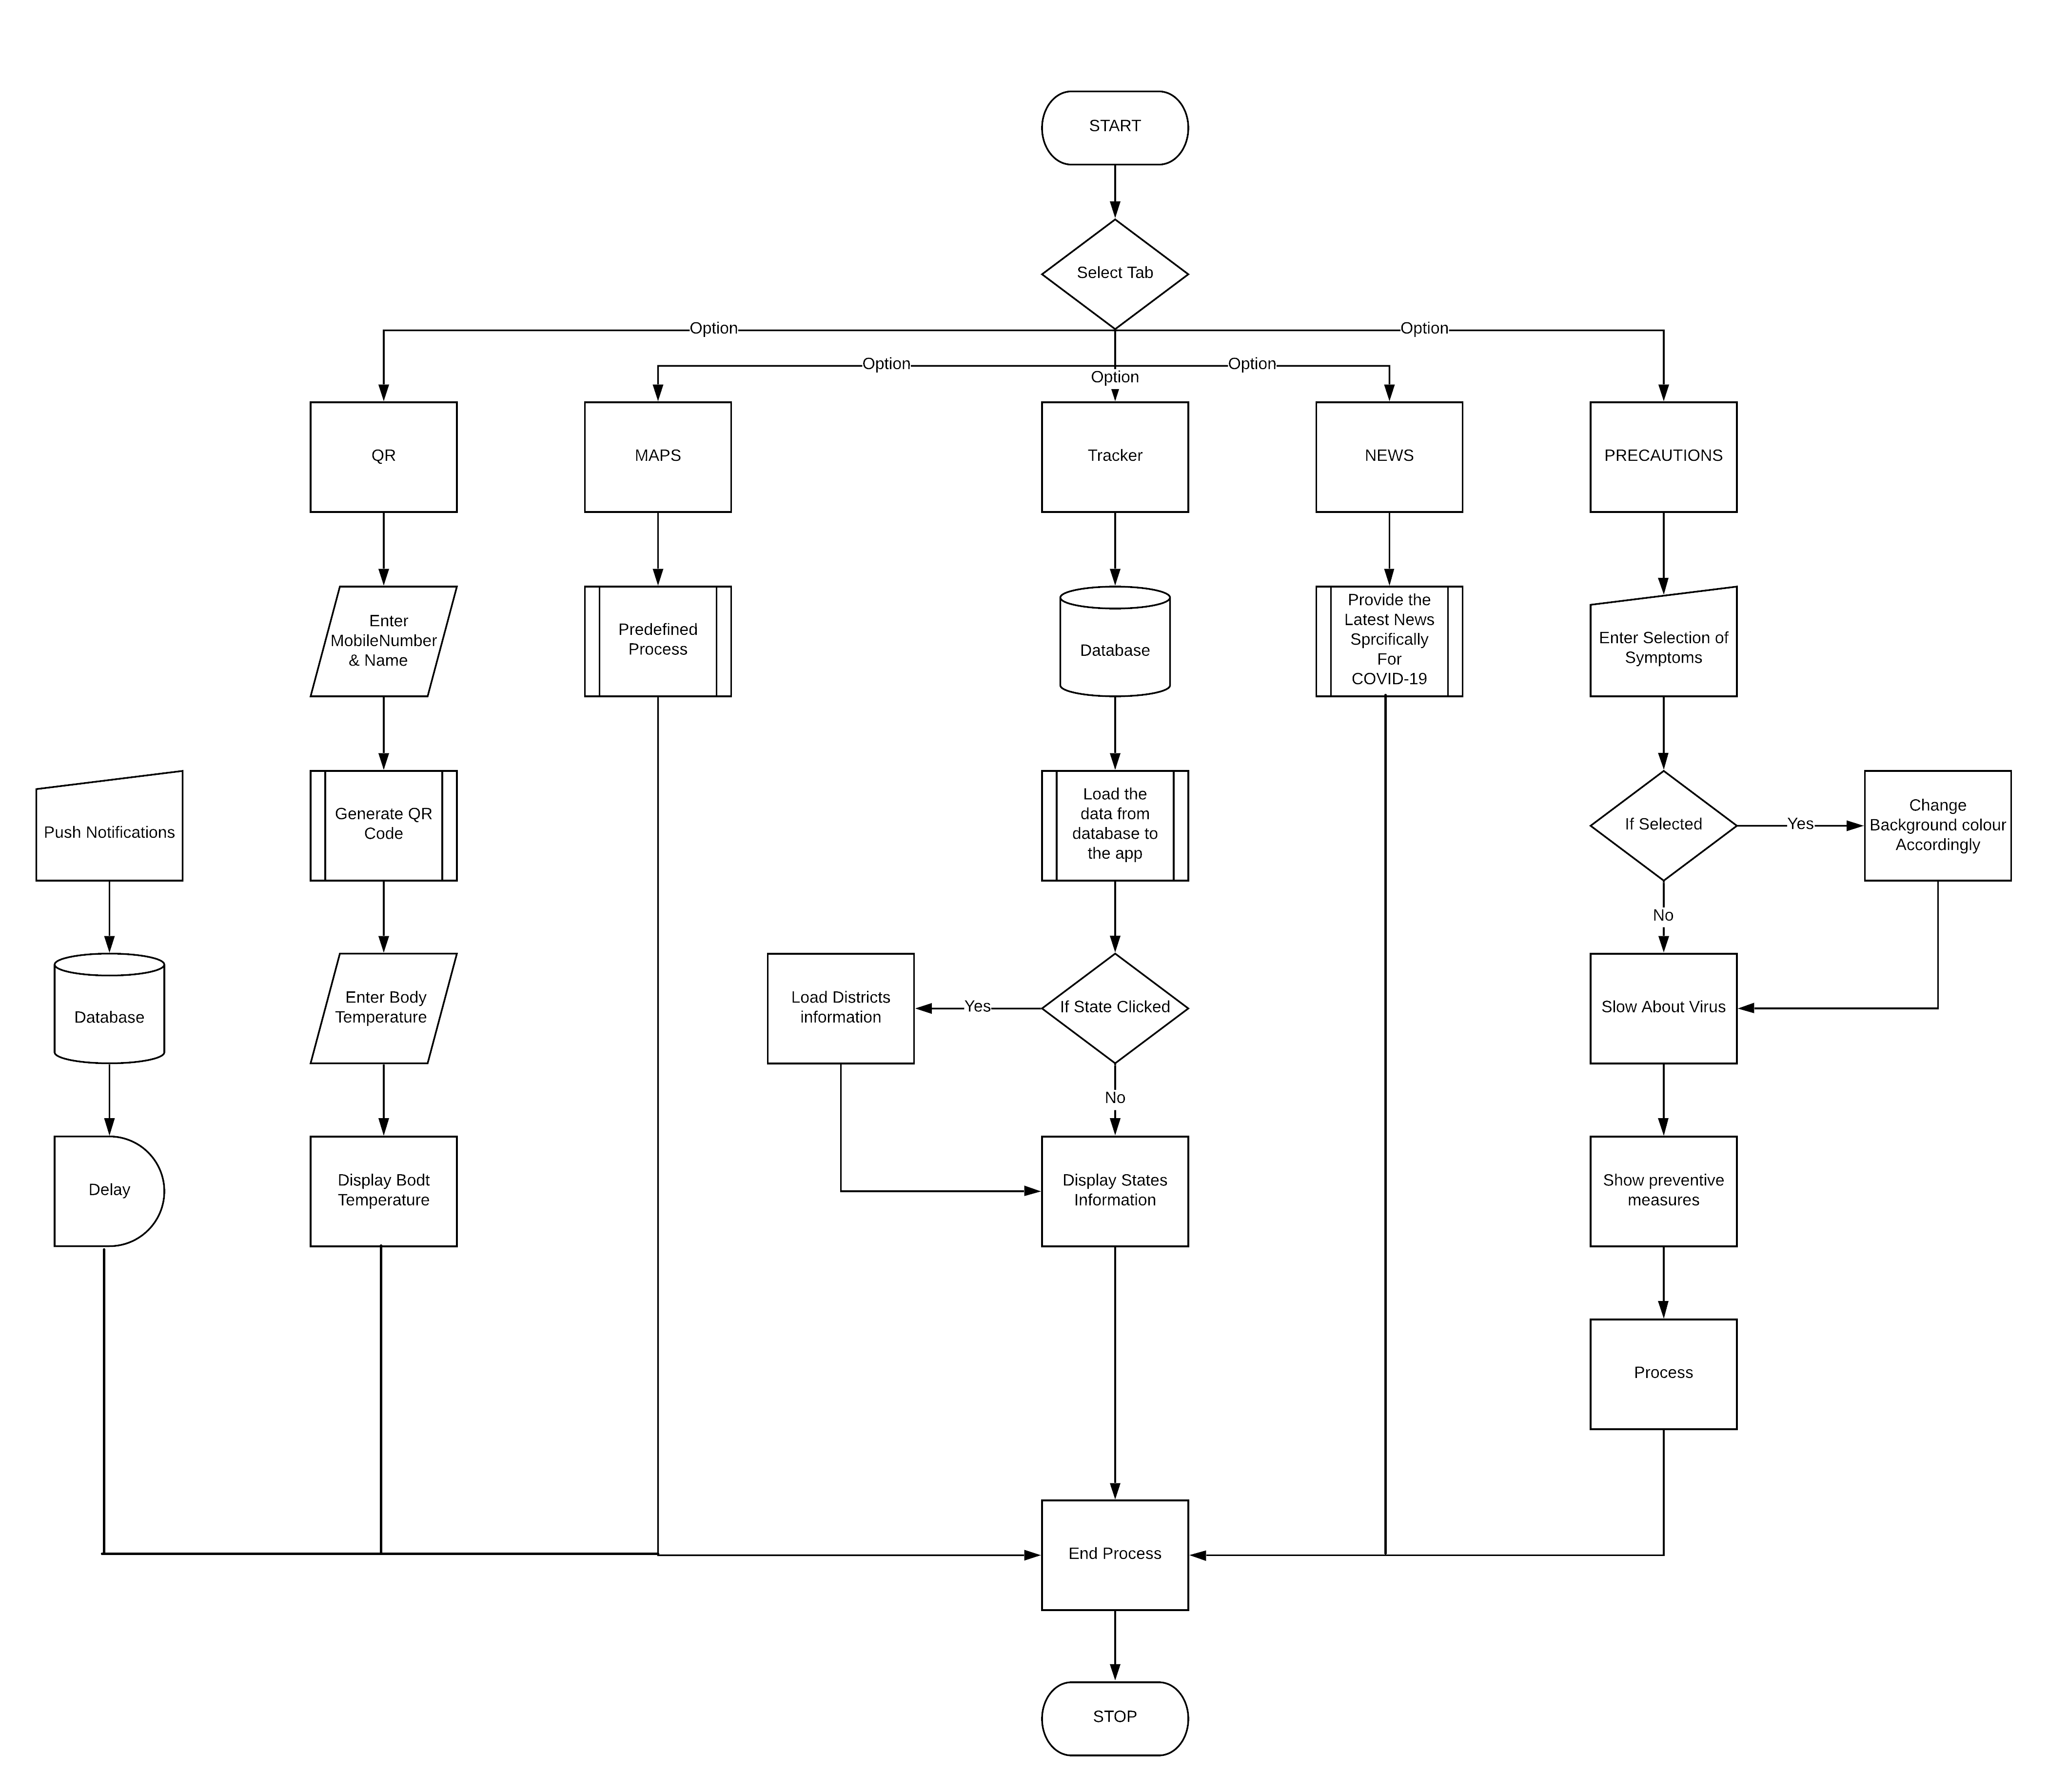 START
Select Tab
Option
Option
Option
Option
Option
QR
MAPS
Tracker
NEWS
PRECAUTIONS
Enter
MobileNumber
& Name
Predefined
Process
Database
Provide the
Latest News
Sprcifically
For
COVID-19
Enter Selection of
Symptoms
Push Notifications
Generate QR
Code
Load the
data from
database to
the app
If Selected
Yes
Change
Background colour
Accordingly
No
Database
Enter Body
Temperature
Load Districts
information
Yes
If State Clicked
Slow About Virus
No
Delay
Display Bodt
Temperature
Display States
Information
Show preventive
measures
Process
End Process
STOP